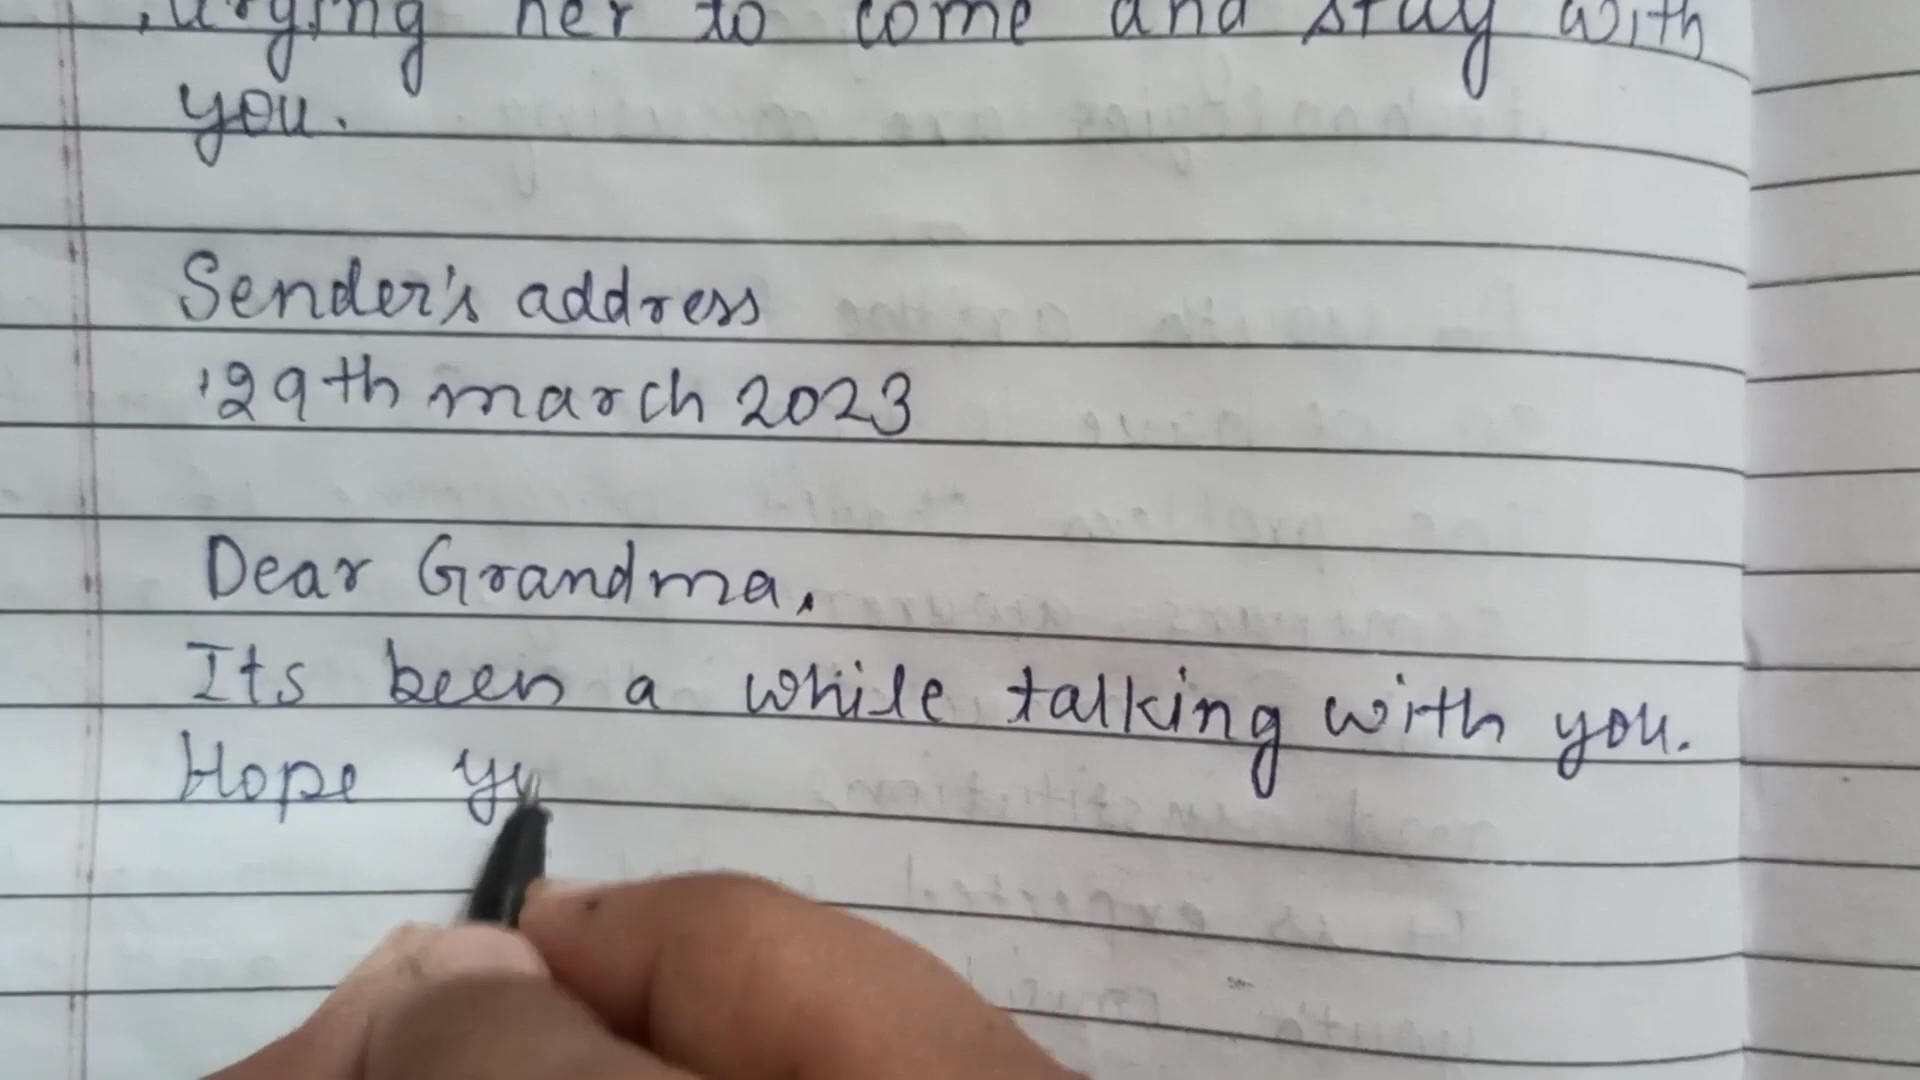 urging her to come and stay with
you.
Sender's address
29th march 2023
Dear Grandma,
Its been a while talking with you.
Hope yo